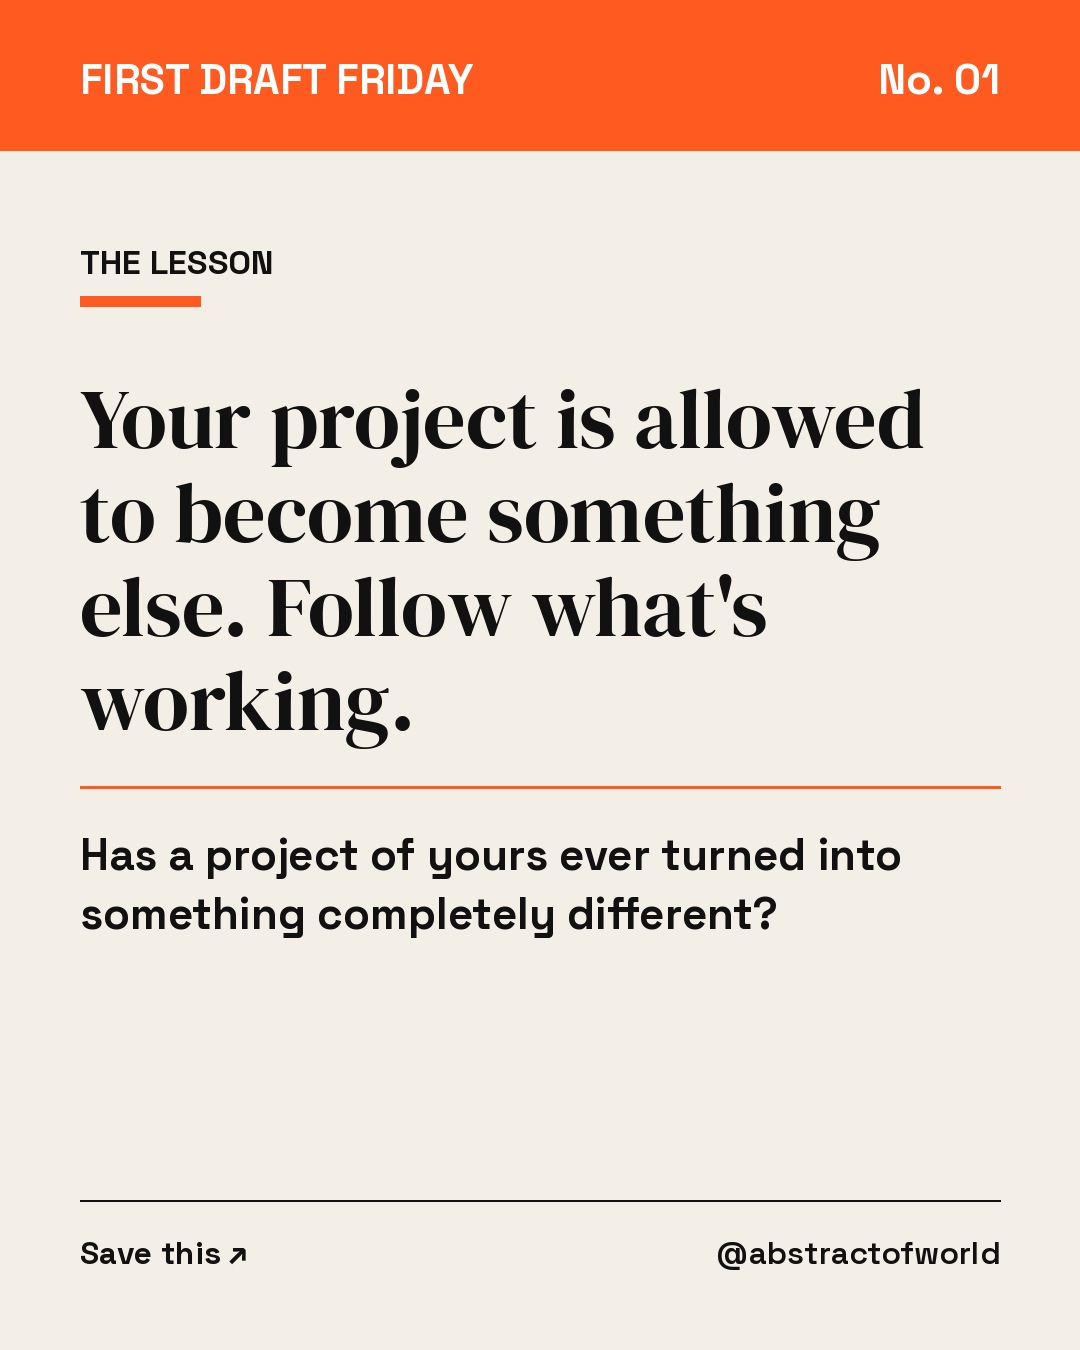 FIRST DRAFT FRIDAY
No. 01
THE LESSON
Your project is allowed
to become something
else. Follow what's
working.
Has a project of yours ever turned into
something completely different?
Save this ↗
@abstractofworld